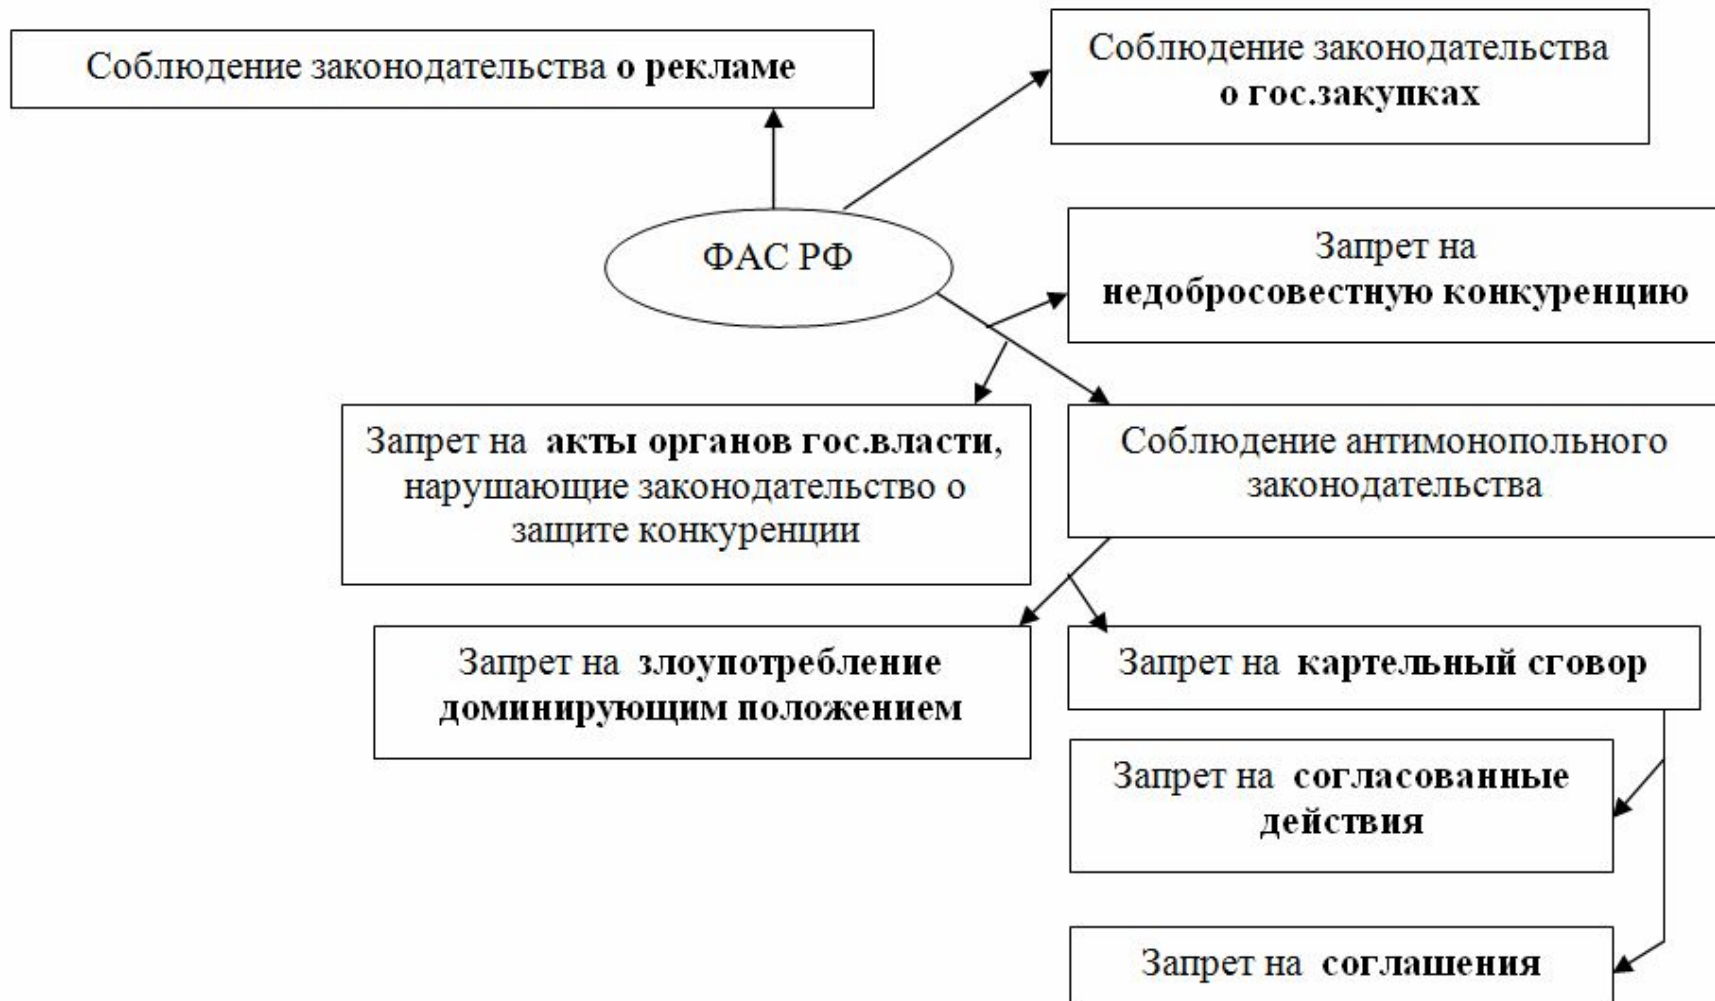 Соблюдение законодательства о рекламе
Соблюдение законодательства
о гос.закупках
ФАС РФ
Запрет на
недобросовестную конкуренцию
Запрет на акты органов гос.власти,
нарушающие законодательство о
защите конкуренции
Соблюдение антимонопольного
законодательства
Запрет на злоупотребление
доминирующим положением
Запрет на картельный сговор
Запрет на согласованные
действия
Запрет на соглашения